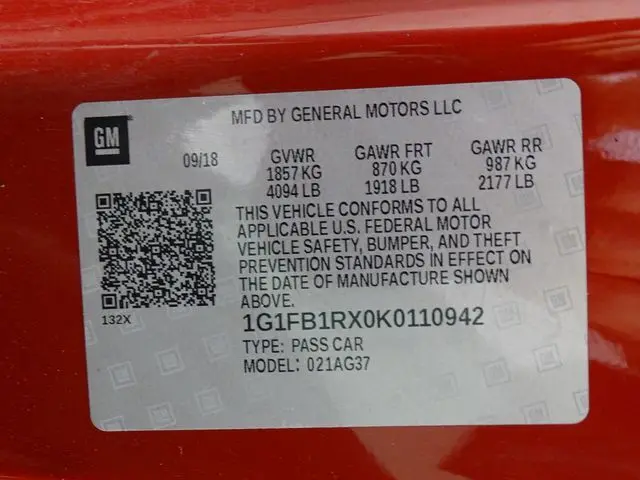 GM
MFD BY GENERAL MOTORS LLC
09/18 GVWR GAWR FRT GAWR RR
1857 KG 870 KG 987 KG
4094 LB 1918 LB 2177 LB
THIS VEHICLE CONFORMS TO ALL
APPLICABLE U.S. FEDERAL MOTOR
VEHICLE SAFETY, BUMPER, AND THEFT
PREVENTION STANDARDS IN EFFECT ON
THE DATE OF MANUFACTURE SHOWN
ABOVE.
132X
1G1FB1RX0K0110942
TYPE: PASS CAR
MODEL: 021AG37